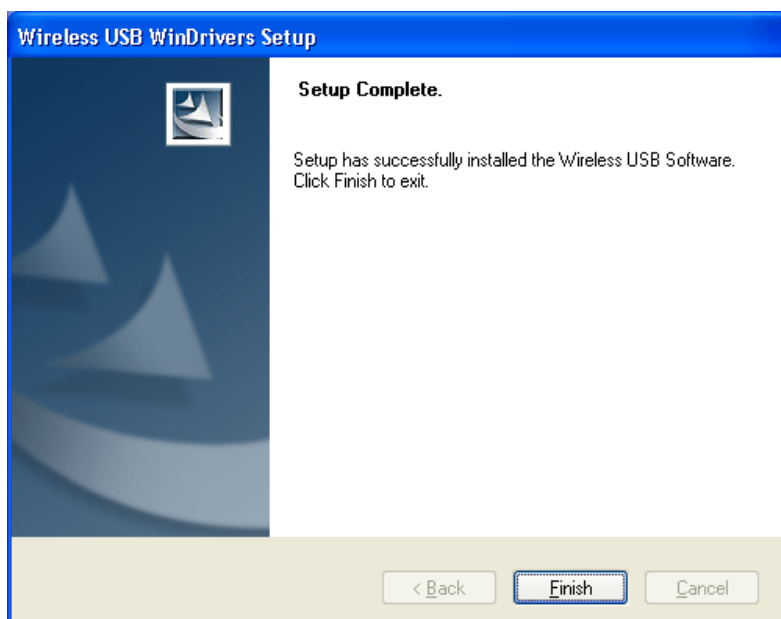 Wireless USB WinDrivers Setup
Setup Complete.
Setup has successfully installed the Wireless USB Software.
Click Finish to exit.
< Back
Finish
Cancel